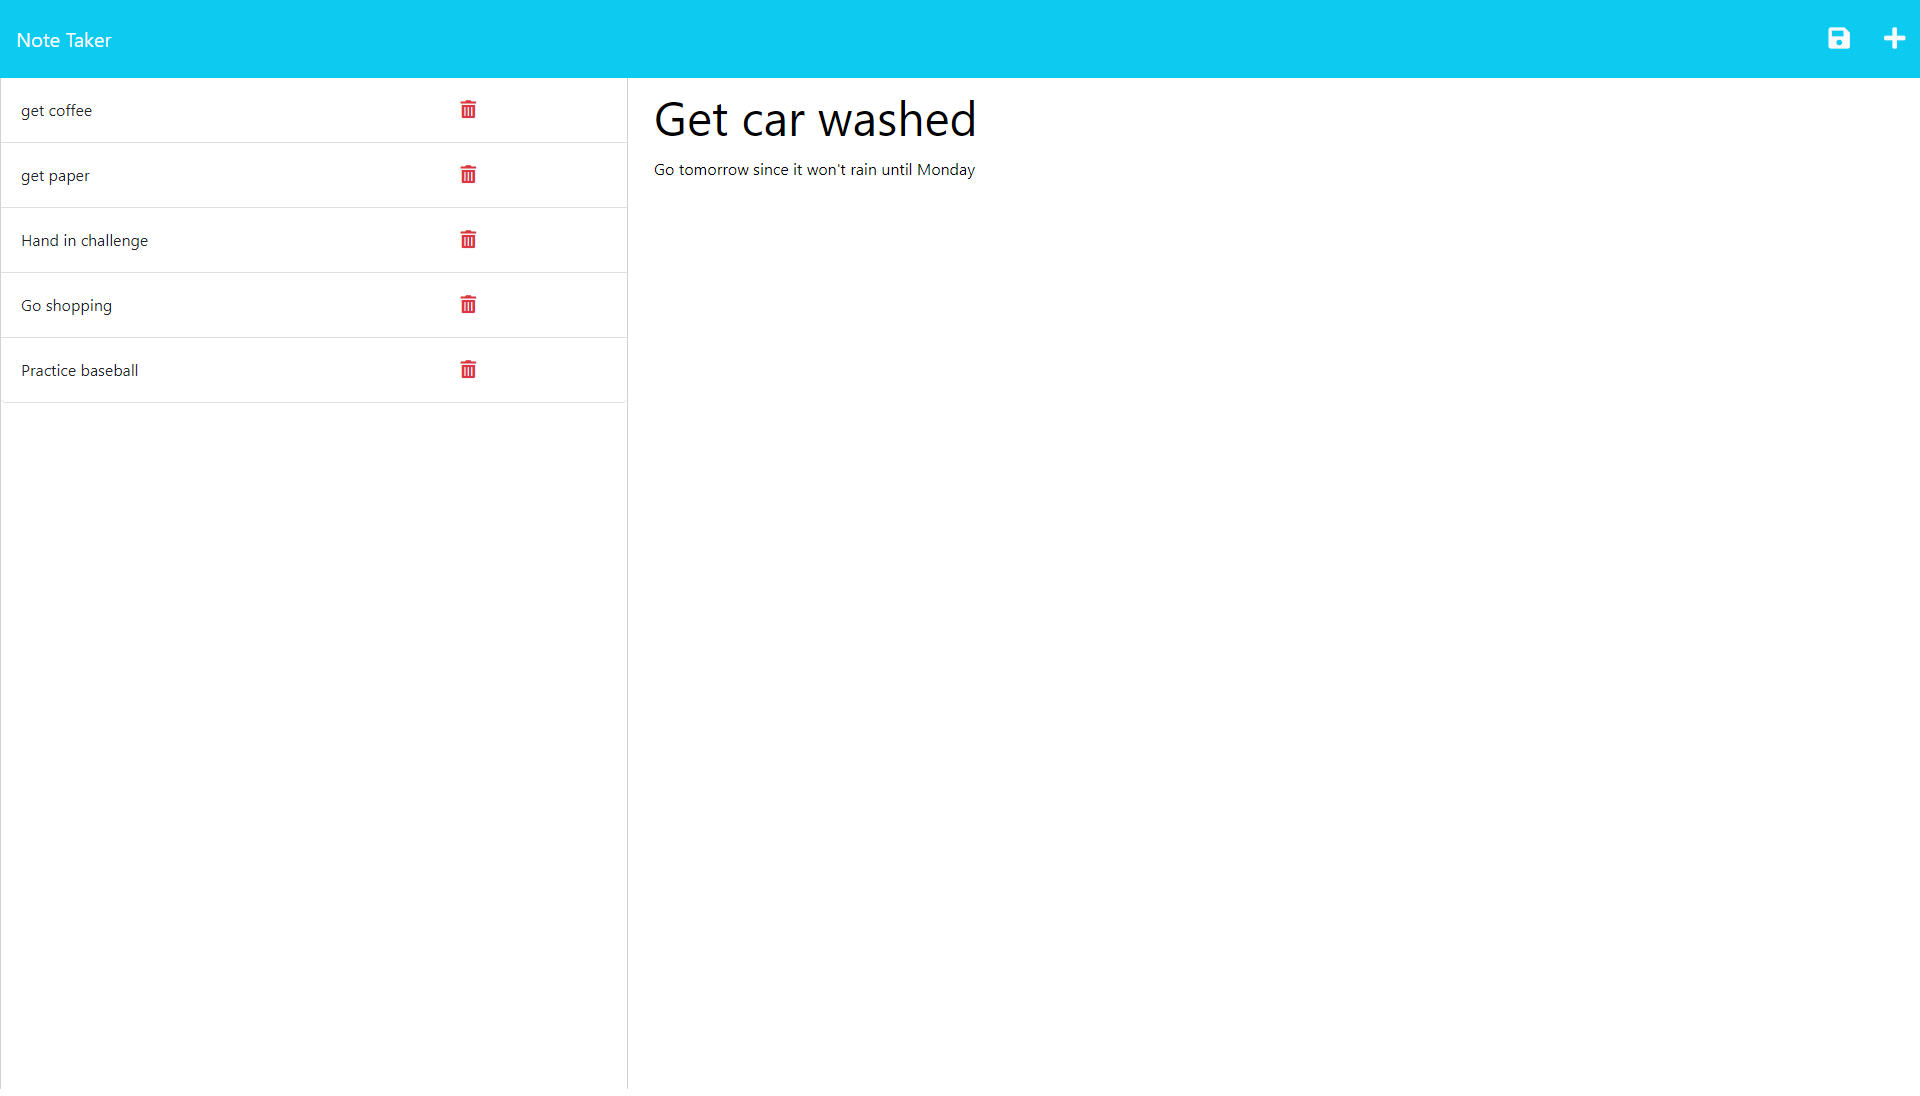 Note Taker
get coffee
get paper
Hand in challenge
Go shopping
Practice baseball
Get car washed
Go tomorrow since it won't rain until Monday